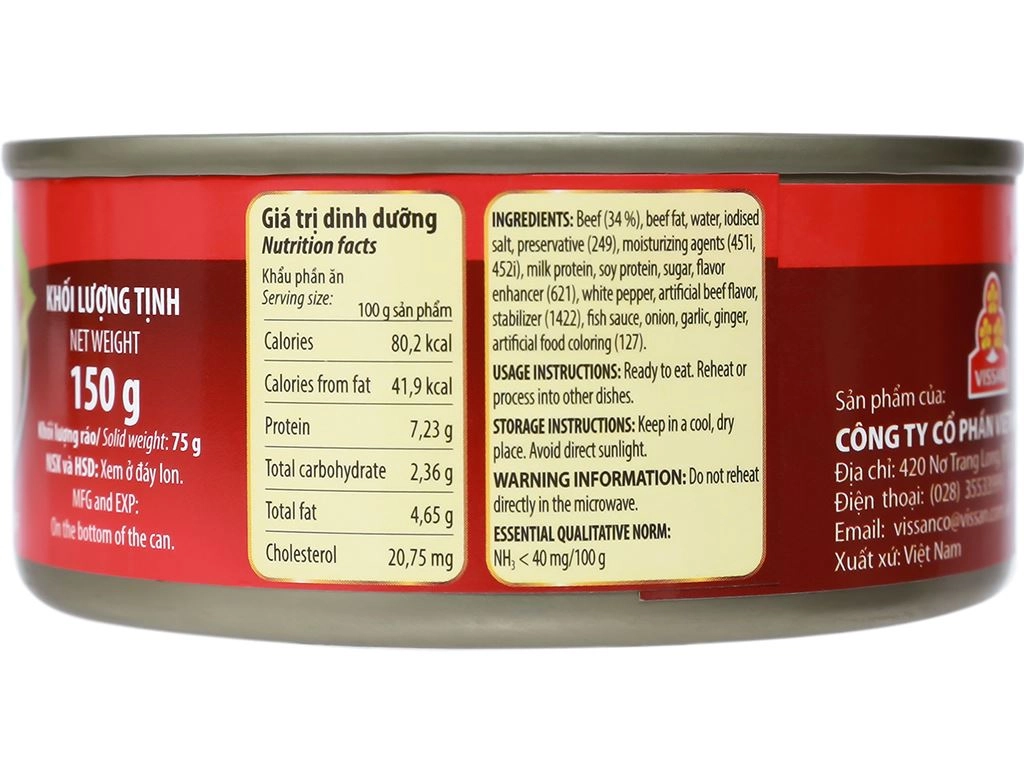 KHỐI LƯỢNG TỊNH
NET WEIGHT
150 g
Khối lượng ráo/ Solid weight: 75 g
NSX và HSD: Xem ở đáy lon.
MFG and EXP:
On the bottom of the can.
Giá trị dinh dưỡng
Nutrition facts
Khẩu phần ăn
Serving size:
100 g sản phẩm
Calories 80,2 kcal
Calories from fat 41,9 kcal
Protein 7,23 g
Total carbohydrate 2,36 g
Total fat 4,65 g
Cholesterol 20,75 mg
INGREDIENTS: Beef (34 %), beef fat, water, iodised
salt, preservative (249), moisturizing agents (451i,
452i), milk protein, soy protein, sugar, flavor
enhancer (621), white pepper, artificial beef flavor,
stabilizer (1422), fish sauce, onion, garlic, ginger,
artificial food coloring (127).
USAGE INSTRUCTIONS: Ready to eat. Reheat or
process into other dishes.
STORAGE INSTRUCTIONS: Keep in a cool, dry
place. Avoid direct sunlight.
WARNING INFORMATION: Do not reheat
directly in the microwave.
ESSENTIAL QUALITATIVE NORM:
NH₃ < 40 mg/100 g
VISSAN
Sản phẩm của:
CÔNG TY CỔ PHẦN
Địa chỉ: 420 Nơ Trang Long,
Điện thoại: (028)
Email: vissanco@vissan.com
Xuất xứ: Việt Nam